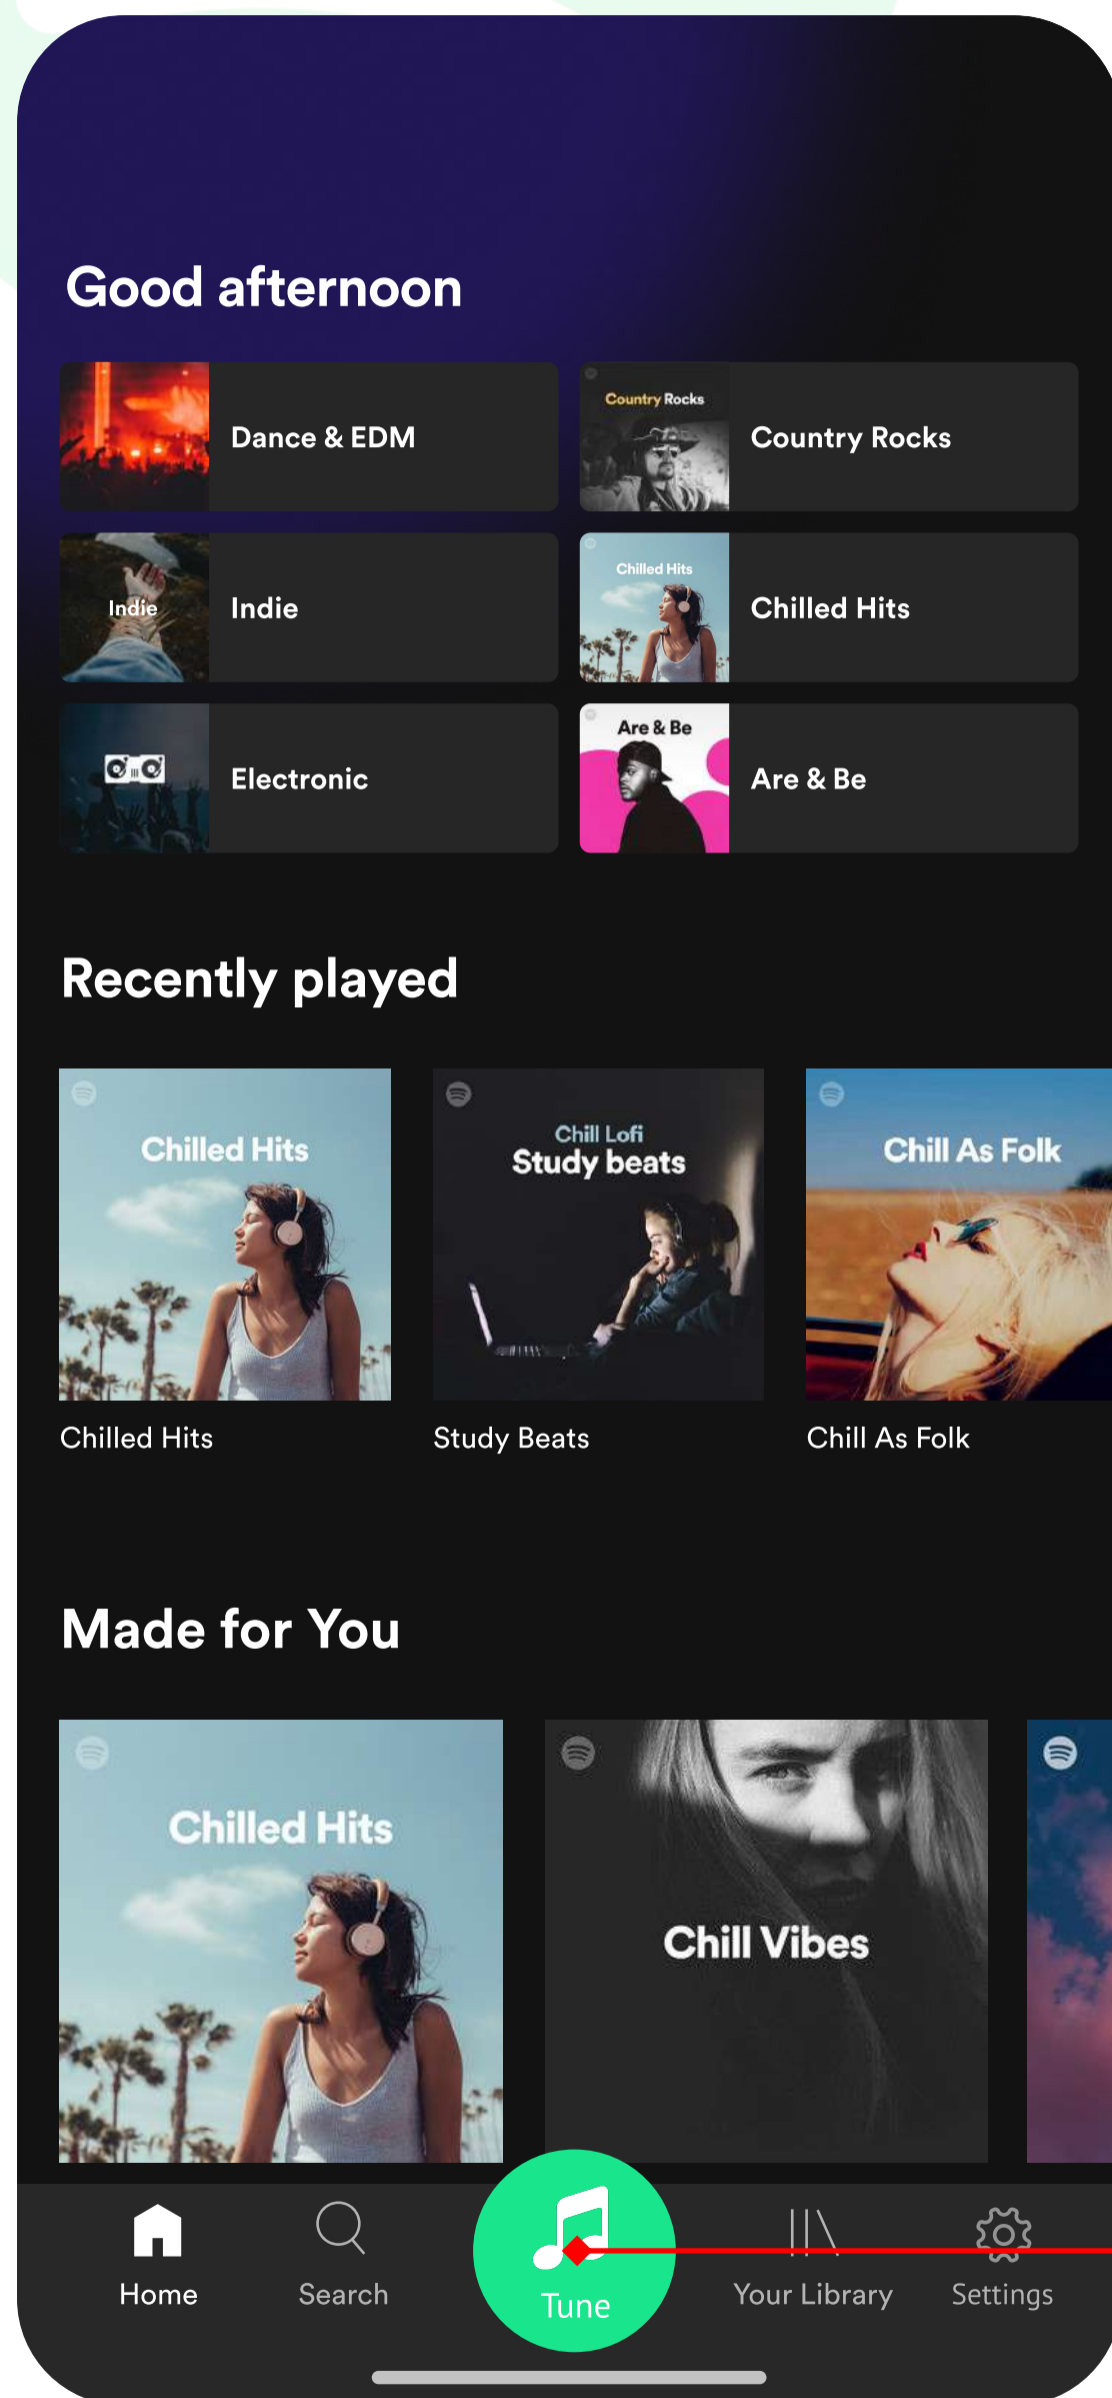 Good afternoon
Dance & EDM
Country Rocks
Country Rocks
Indie
Indie
Chilled Hits
Chilled Hits
Electronic
Are & Be
Are & Be
Recently played
Chilled Hits
Chill Lofi
Study beats
Chill As Folk
Chilled Hits
Study Beats
Chill As Folk
Made for You
Chilled Hits
Chill Vibes
Home
Search
Tune
Your Library
Settings